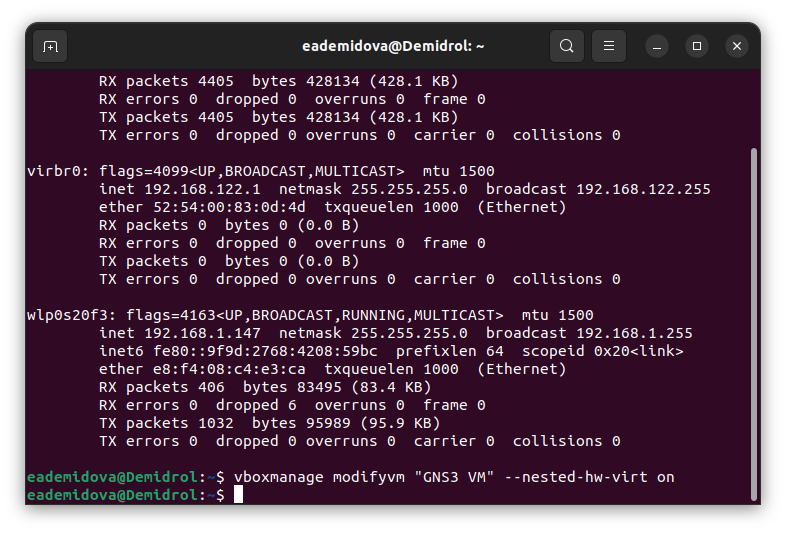 eademidova@Demidrol: ~
RX packets 4405  bytes 428134 (428.1 KB)
RX errors 0  dropped 0  overruns 0  frame 0
TX packets 4405  bytes 428134 (428.1 KB)
TX errors 0  dropped 0 overruns 0  carrier 0  collisions 0
virbr0: flags=4099<UP,BROADCAST,MULTICAST>  mtu 1500
inet 192.168.122.1  netmask 255.255.255.0  broadcast 192.168.122.255
ether 52:54:00:83:0d:4d  txqueuelen 1000  (Ethernet)
RX packets 0  bytes 0 (0.0 B)
RX errors 0  dropped 0  overruns 0  frame 0
TX packets 0  bytes 0 (0.0 B)
TX errors 0  dropped 0 overruns 0  carrier 0  collisions 0
wlp0s20f3: flags=4163<UP,BROADCAST,RUNNING,MULTICAST>  mtu 1500
inet 192.168.1.147  netmask 255.255.255.0  broadcast 192.168.1.255
inet6 fe80::9f9d:2768:4208:59bc  prefixlen 64  scopeid 0x20<link>
ether e8:f4:08:c4:e3:ca  txqueuelen 1000  (Ethernet)
RX packets 406  bytes 83495 (83.4 KB)
RX errors 0  dropped 6  overruns 0  frame 0
TX packets 1032  bytes 95989 (95.9 KB)
TX errors 0  dropped 0 overruns 0  carrier 0  collisions 0
eademidova@Demidrol:~$ vboxmanage modifyvm "GNS3 VM" --nested-hw-virt on
eademidova@Demidrol:~$